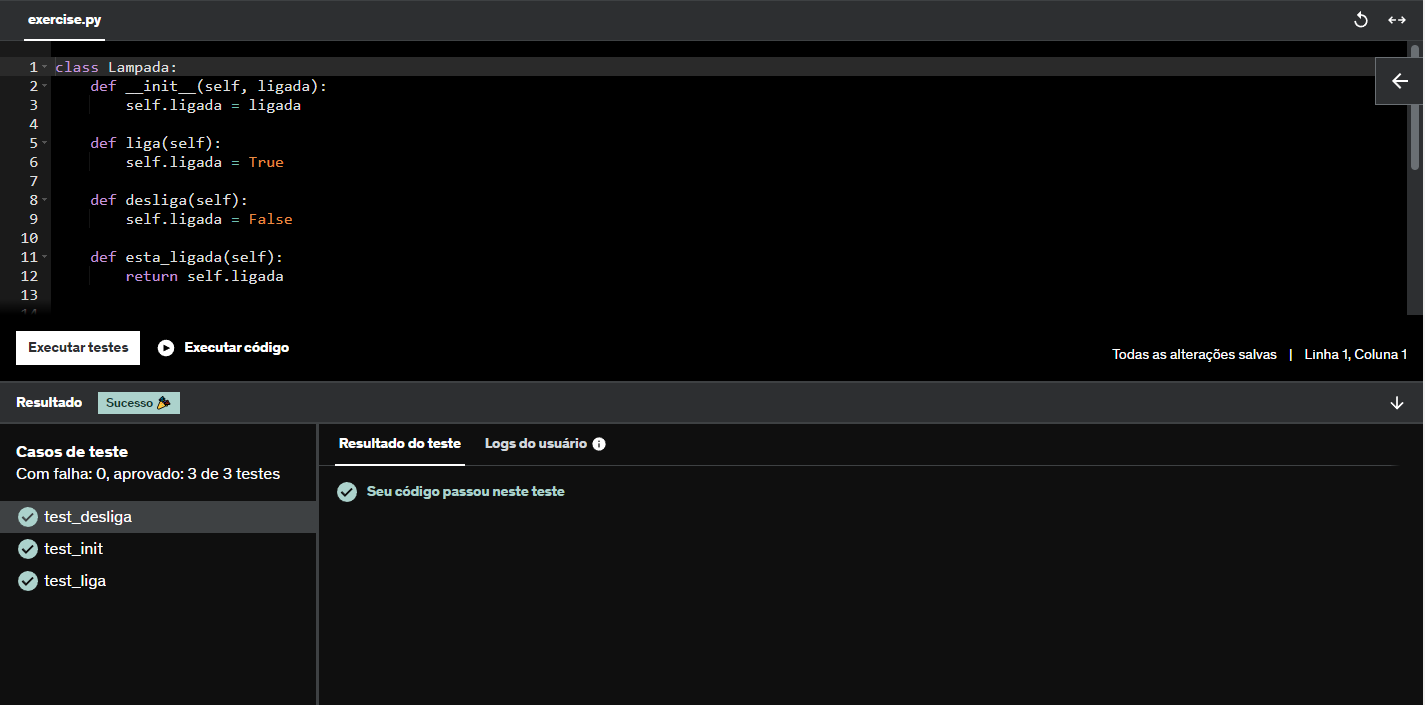 exercise.py
1 class Lampada:
2     def __init__(self, ligada):
3         self.ligada = ligada
4
5     def liga(self):
6         self.ligada = True
7
8     def desliga(self):
9         self.ligada = False
10
11     def esta_ligada(self):
12         return self.ligada
13
14
Executar testes Executar código Todas as alterações salvas | Linha 1, Coluna 1
Resultado Sucesso 🎉
Casos de teste
Com falha: 0, aprovado: 3 de 3 testes
test_desliga
test_init
test_liga
Resultado do teste Logs do usuário
Seu código passou neste teste